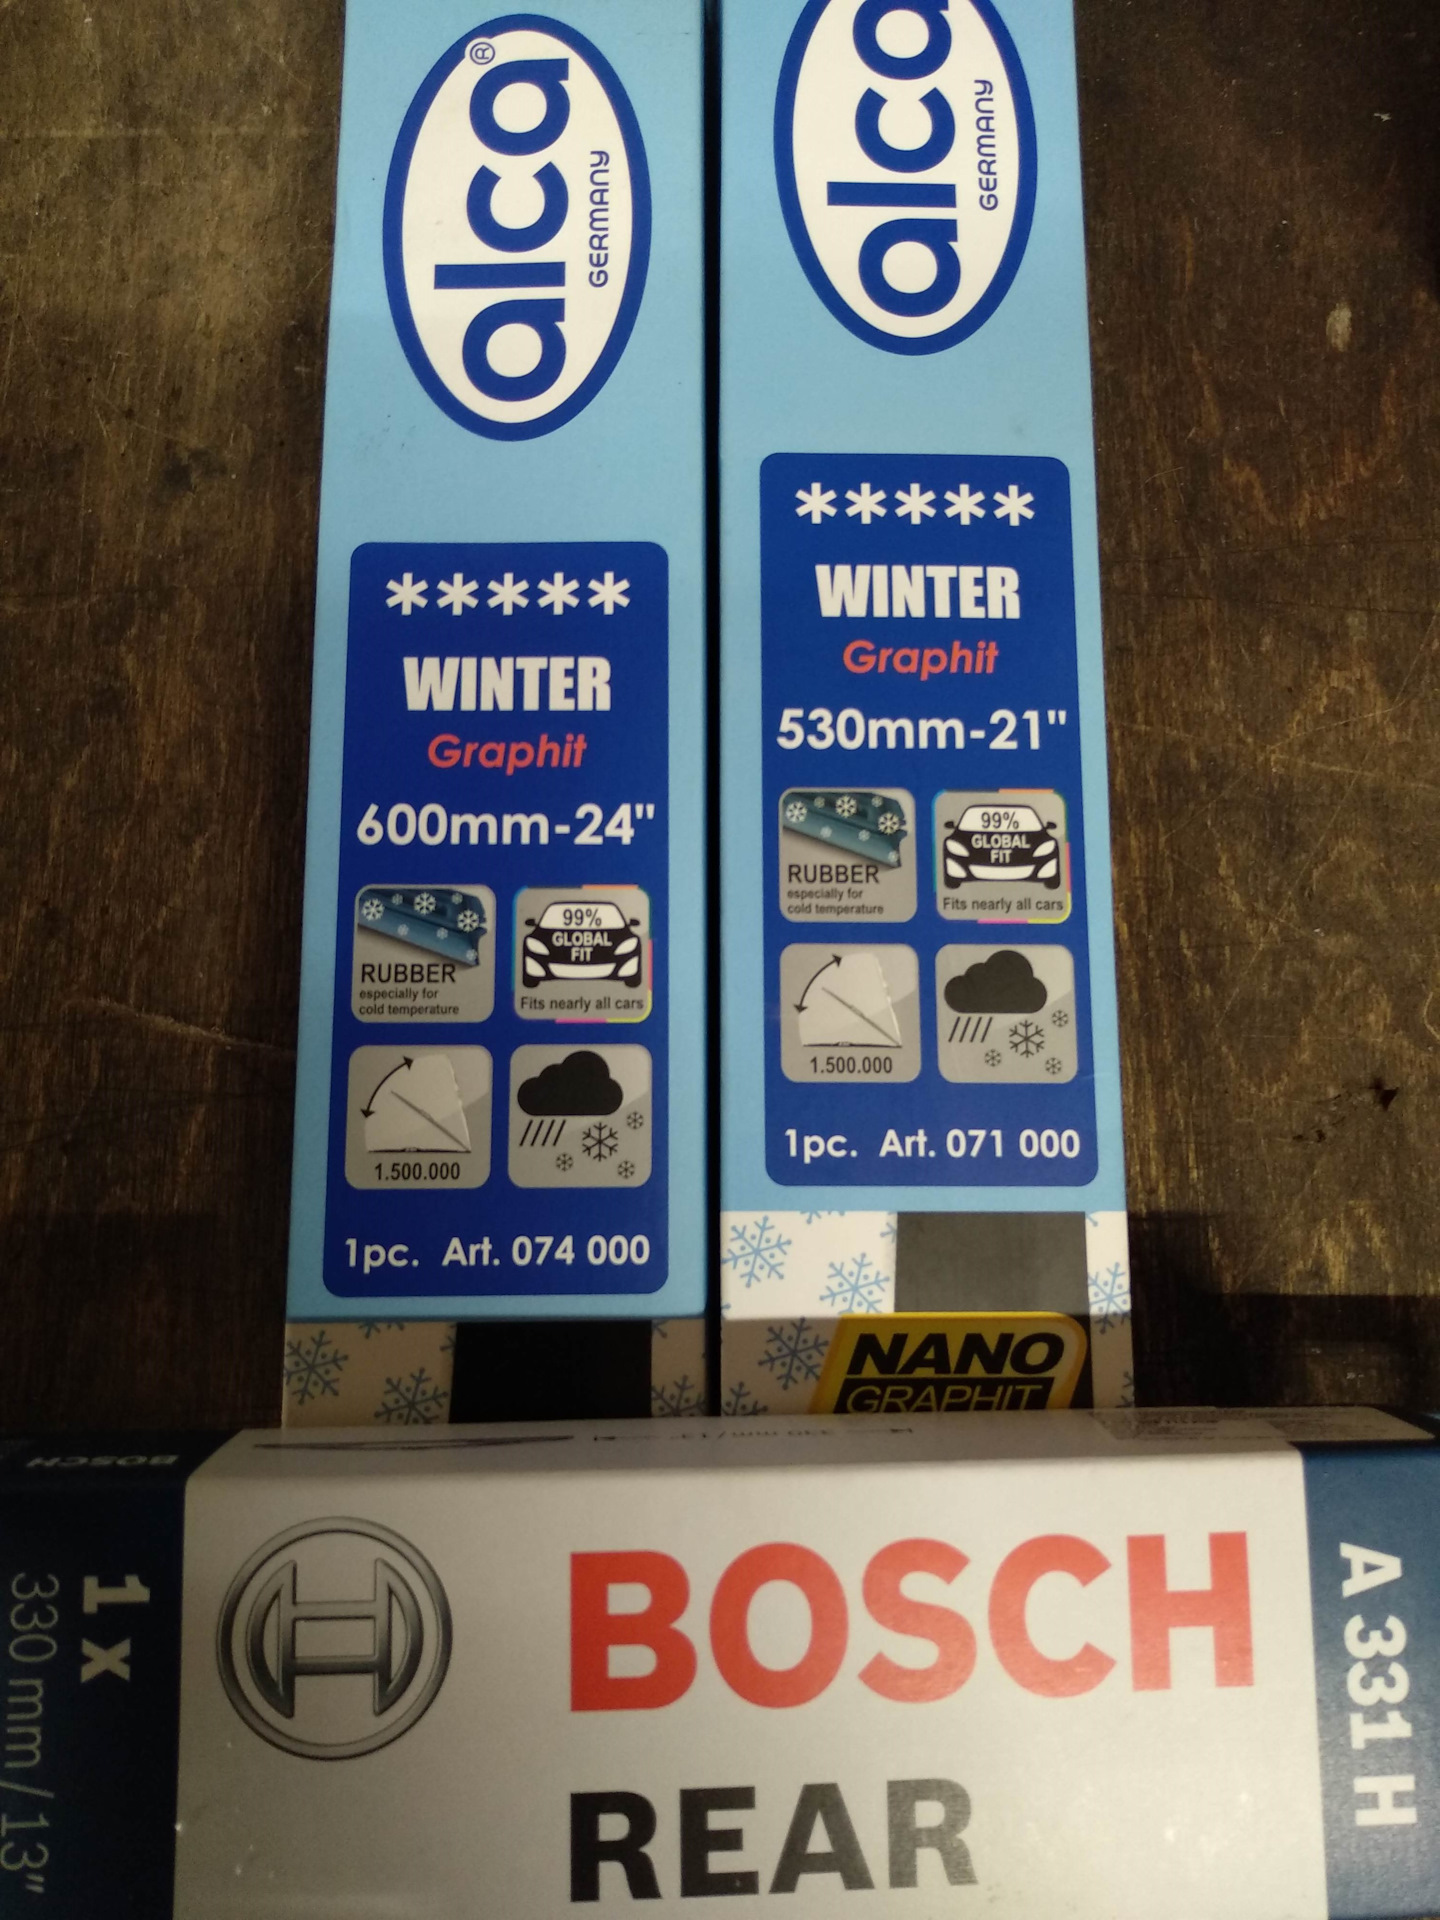 alca®
GERMANY
*****
WINTER
Graphit
600mm-24"
RUBBER
especially for
cold temperature
99%
GLOBAL
FIT
Fits nearly all cars
1.500.000
1pc. Art. 074 000
alca
GERMANY
*****
WINTER
Graphit
530mm-21"
RUBBER
especially for
cold temperature
99%
GLOBAL
FIT
Fits nearly all cars
1.500.000
1pc. Art. 071 000
NANO
GRAPHIT
BOSCH
330 mm/13"
1 x
330 mm / 13"
BOSCH
REAR
A 331 H